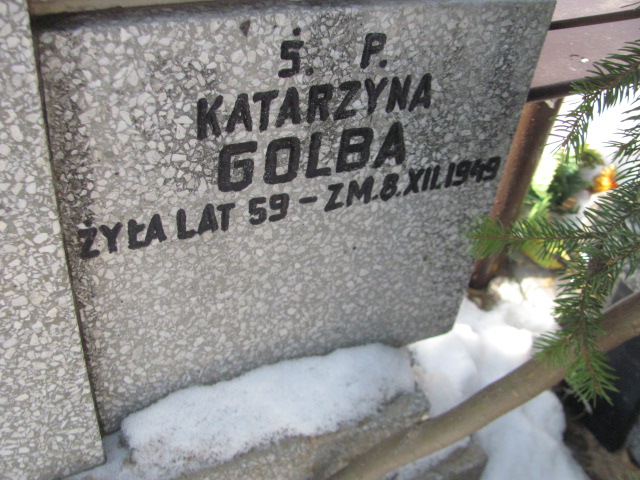 Ś. P.
KATARZYNA
GOLBA
ŻYŁA LAT 59 - ZM. 8. XII. 1949